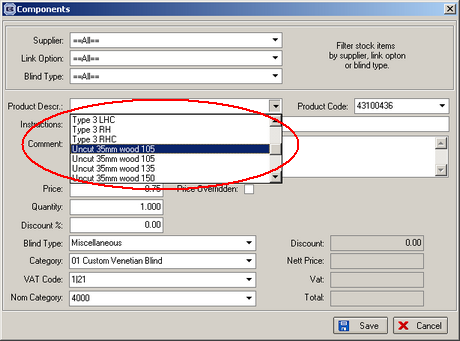 Components
Supplier: ==All==
Link Option: ==All==
Blind Type: ==All==
Filter stock items
by supplier, link opton
or blind type.
Product Descr.: Product Code: 43100436
Instructions:
Comment:
Type 3 LHC
Type 3 RH
Type 3 RHC
Uncut 35mm wood 105
Uncut 35mm wood 105
Uncut 35mm wood 135
Uncut 35mm wood 150
Price: 0.75 Price Overridden:
Quantity: 1.000
Discount %: 0.00
Blind Type: Miscellaneous Discount: 0.00
Category: 01 Custom Venetian Blind Nett Price:
VAT Code: 1|21 Vat:
Nom Category: 4000 Total:
Save Cancel